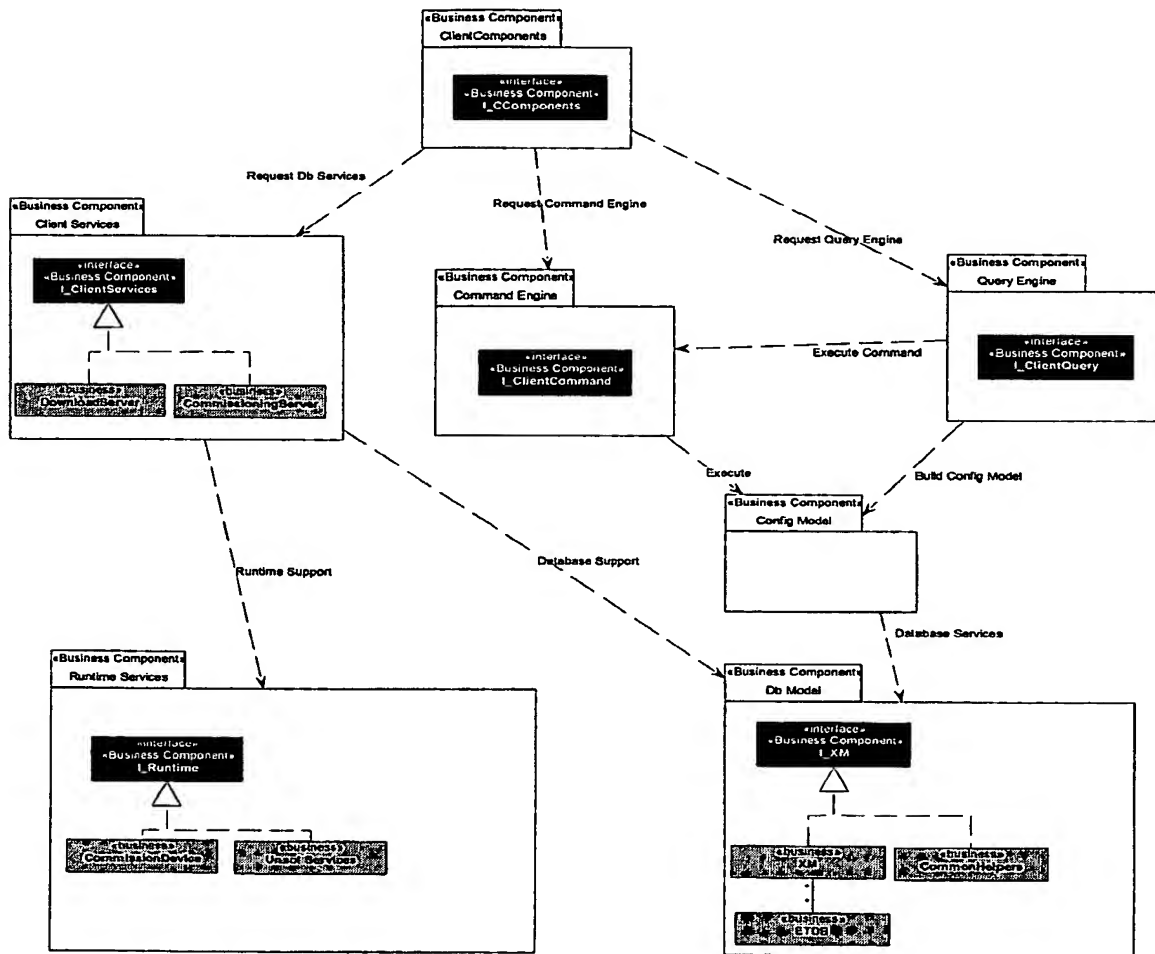 «Business Component»
ClientComponents
«interface»
«Business Component»
I_CComponents
Request Db Services
Request Command Engine
Request Query Engine
«Business Component»
Client Services
«interface»
«Business Component»
I_ClientServices
«business»
DownloadServer
«business»
CommissioningServer
«Business Component»
Command Engine
«interface»
«Business Component»
I_ClientCommand
Execute Command
«Business Component»
Query Engine
«interface»
«Business Component»
I_ClientQuery
Execute
Build Config Model
«Business Component»
Config Model
Runtime Support
Database Support
Database Services
«Business Component»
Runtime Services
«interface»
«Business Component»
I_Runtime
«business»
CommissionDevice
«business»
Unsol Services
«Business Component»
Db Model
«interface»
«Business Component»
I_XM
«business»
XM
«business»
CommonHelpers
«business»
ETDB